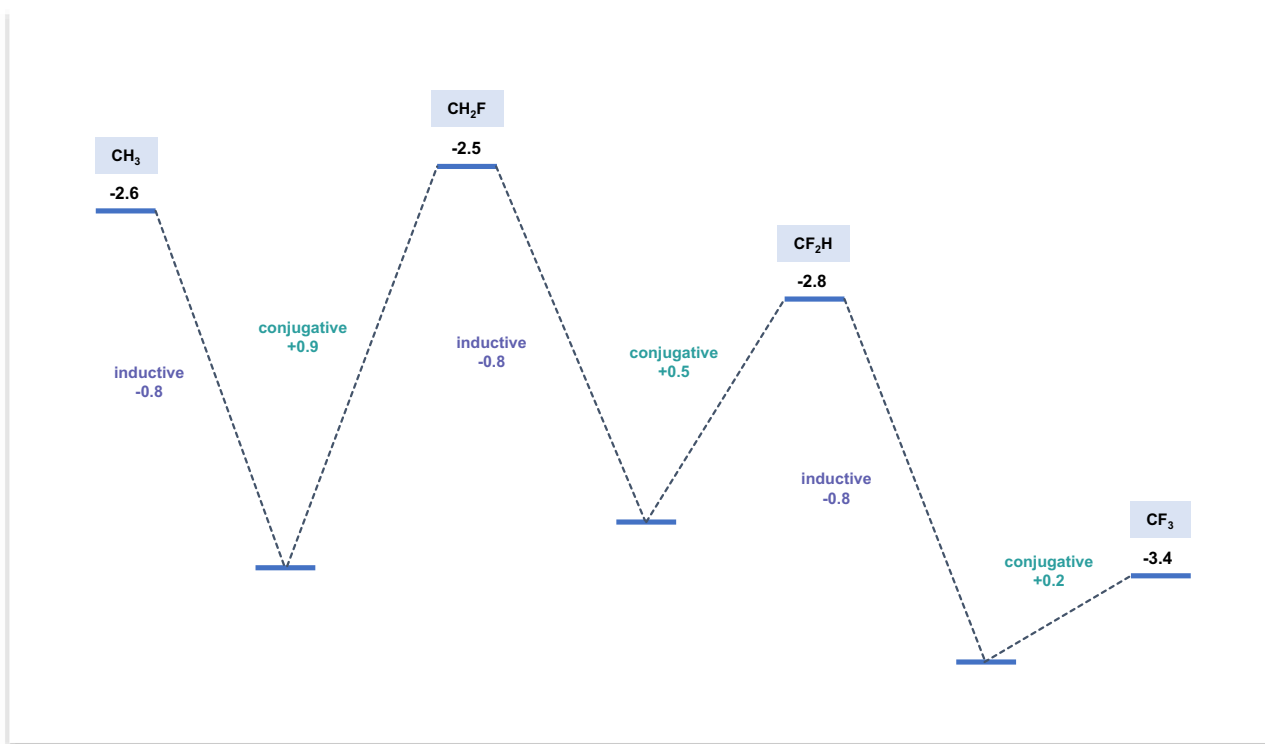 CH₂F
-2.5
CH₃
-2.6
CF₂H
-2.8
conjugative
+0.9
inductive
-0.8
conjugative
+0.5
inductive
-0.8
inductive
-0.8
CF₃
-3.4
conjugative
+0.2